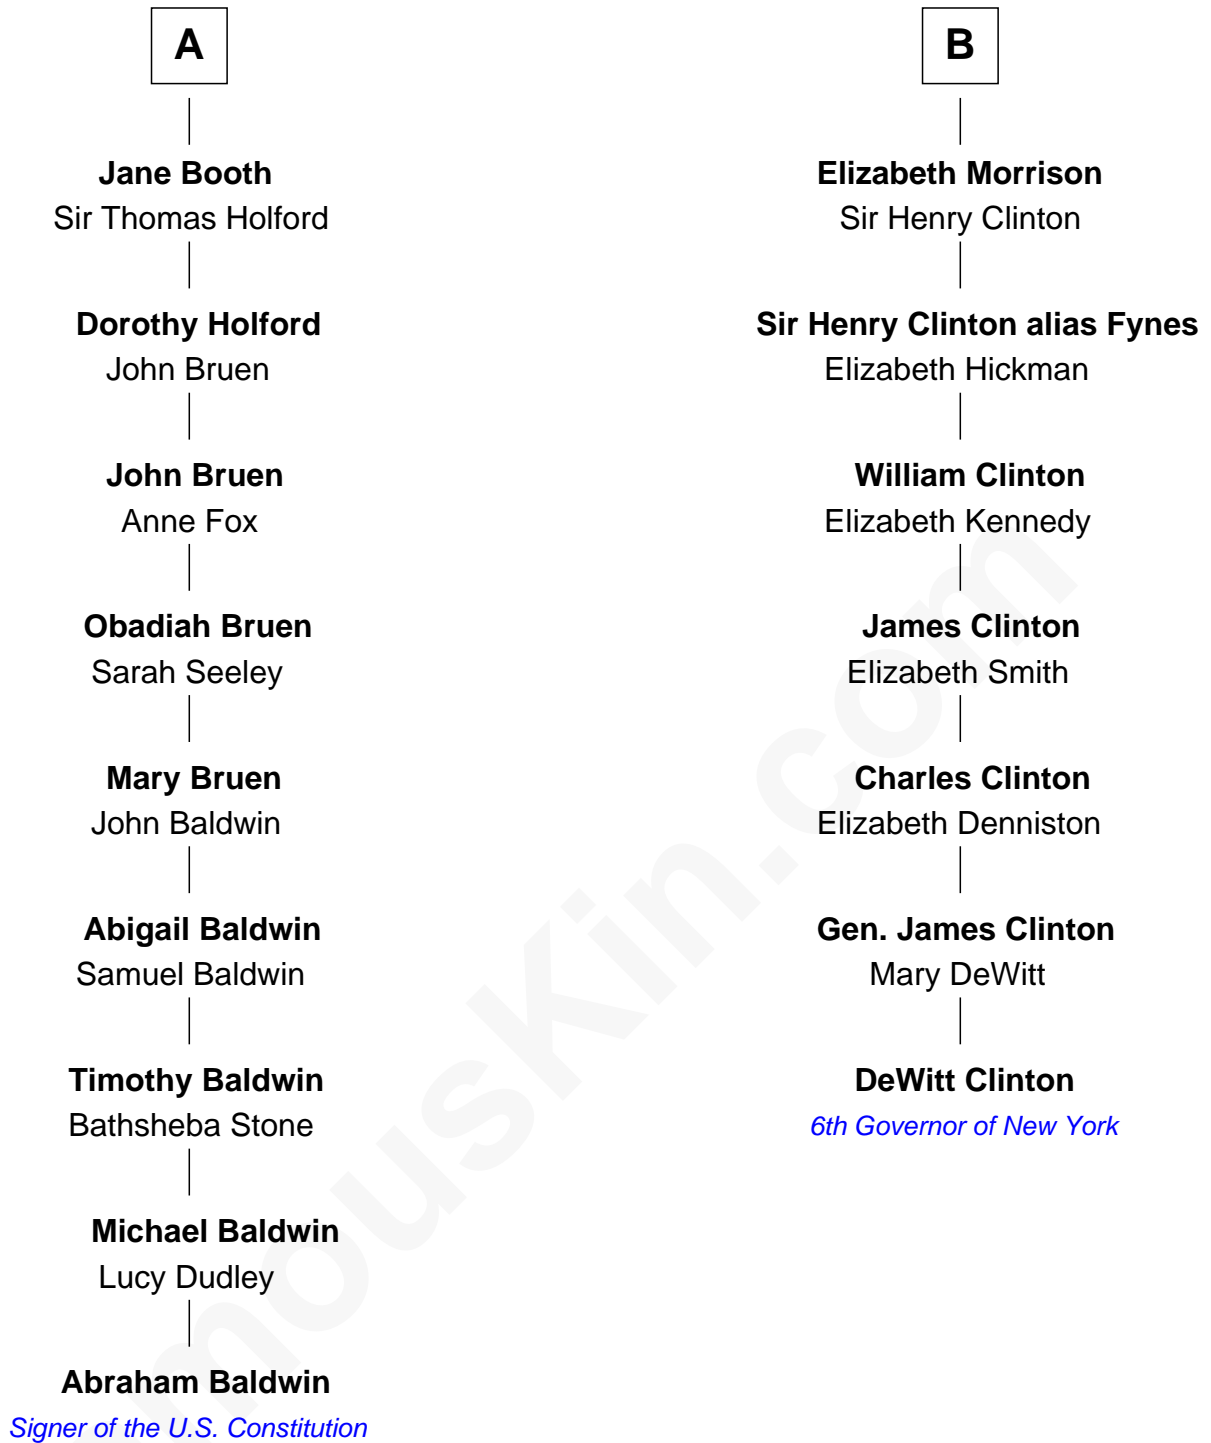 A
Jane Booth
Sir Thomas Holford
Dorothy Holford
John Bruen
John Bruen
Anne Fox
Obadiah Bruen
Sarah Seeley
Mary Bruen
John Baldwin
Abigail Baldwin
Samuel Baldwin
Timothy Baldwin
Bathsheba Stone
Michael Baldwin
Lucy Dudley
Abraham Baldwin
Signer of the U.S. Constitution
B
Elizabeth Morrison
Sir Henry Clinton
Sir Henry Clinton alias Fynes
Elizabeth Hickman
William Clinton
Elizabeth Kennedy
James Clinton
Elizabeth Smith
Charles Clinton
Elizabeth Denniston
Gen. James Clinton
Mary DeWitt
DeWitt Clinton
6th Governor of New York
mousKin.com